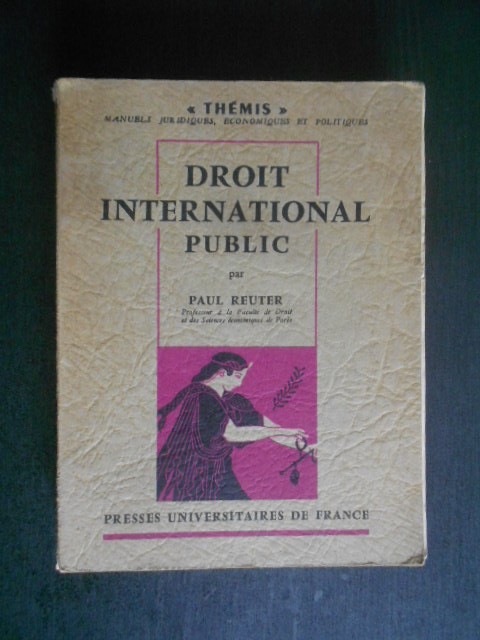 « THÉMIS »
MANUELS JURIDIQUES, ÉCONOMIQUES ET POLITIQUES
DROIT
INTERNATIONAL
PUBLIC
par
PAUL REUTER
Professeur à la Faculté de Droit
et des Sciences économiques de Paris
PRESSES UNIVERSITAIRES DE FRANCE